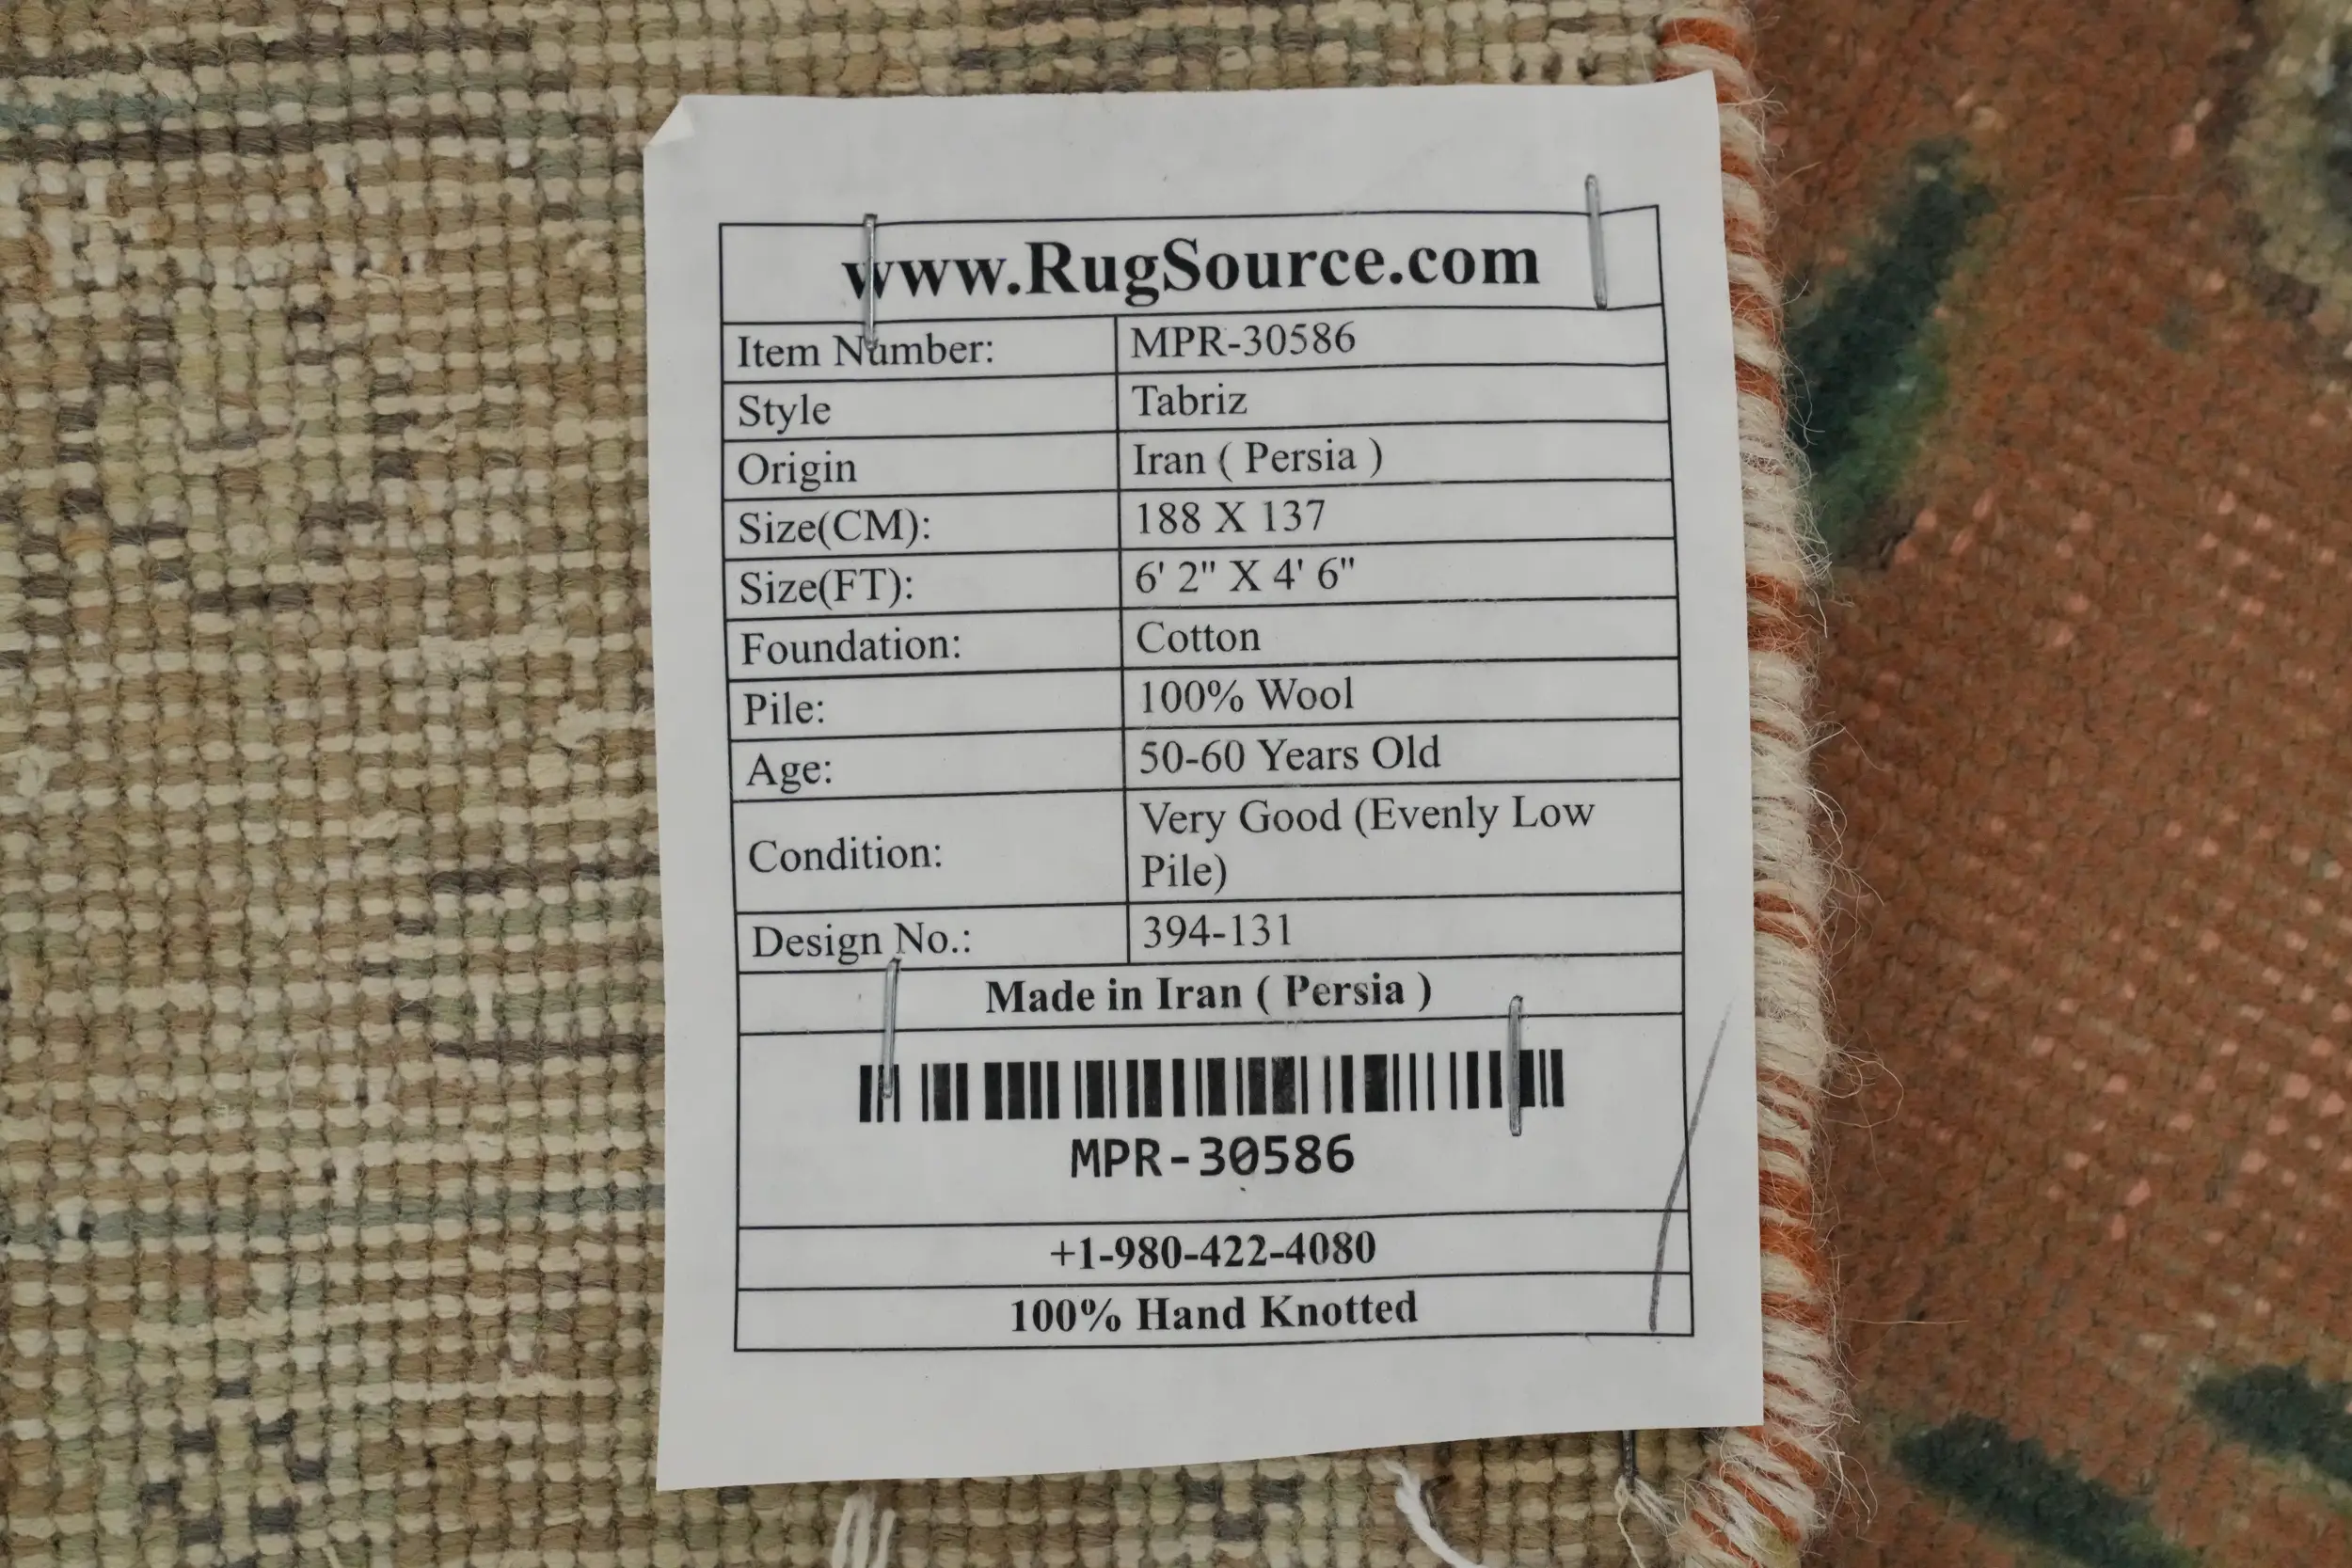 www.RugSource.com
Item Number: MPR-30586
Style Tabriz
Origin Iran ( Persia )
Size(CM): 188 X 137
Size(FT): 6' 2" X 4' 6"
Foundation: Cotton
Pile: 100% Wool
Age: 50-60 Years Old
Condition: Very Good (Evenly Low
Pile)
Design No.: 394-131
Made in Iran ( Persia )
MPR-30586
+1-980-422-4080
100% Hand Knotted